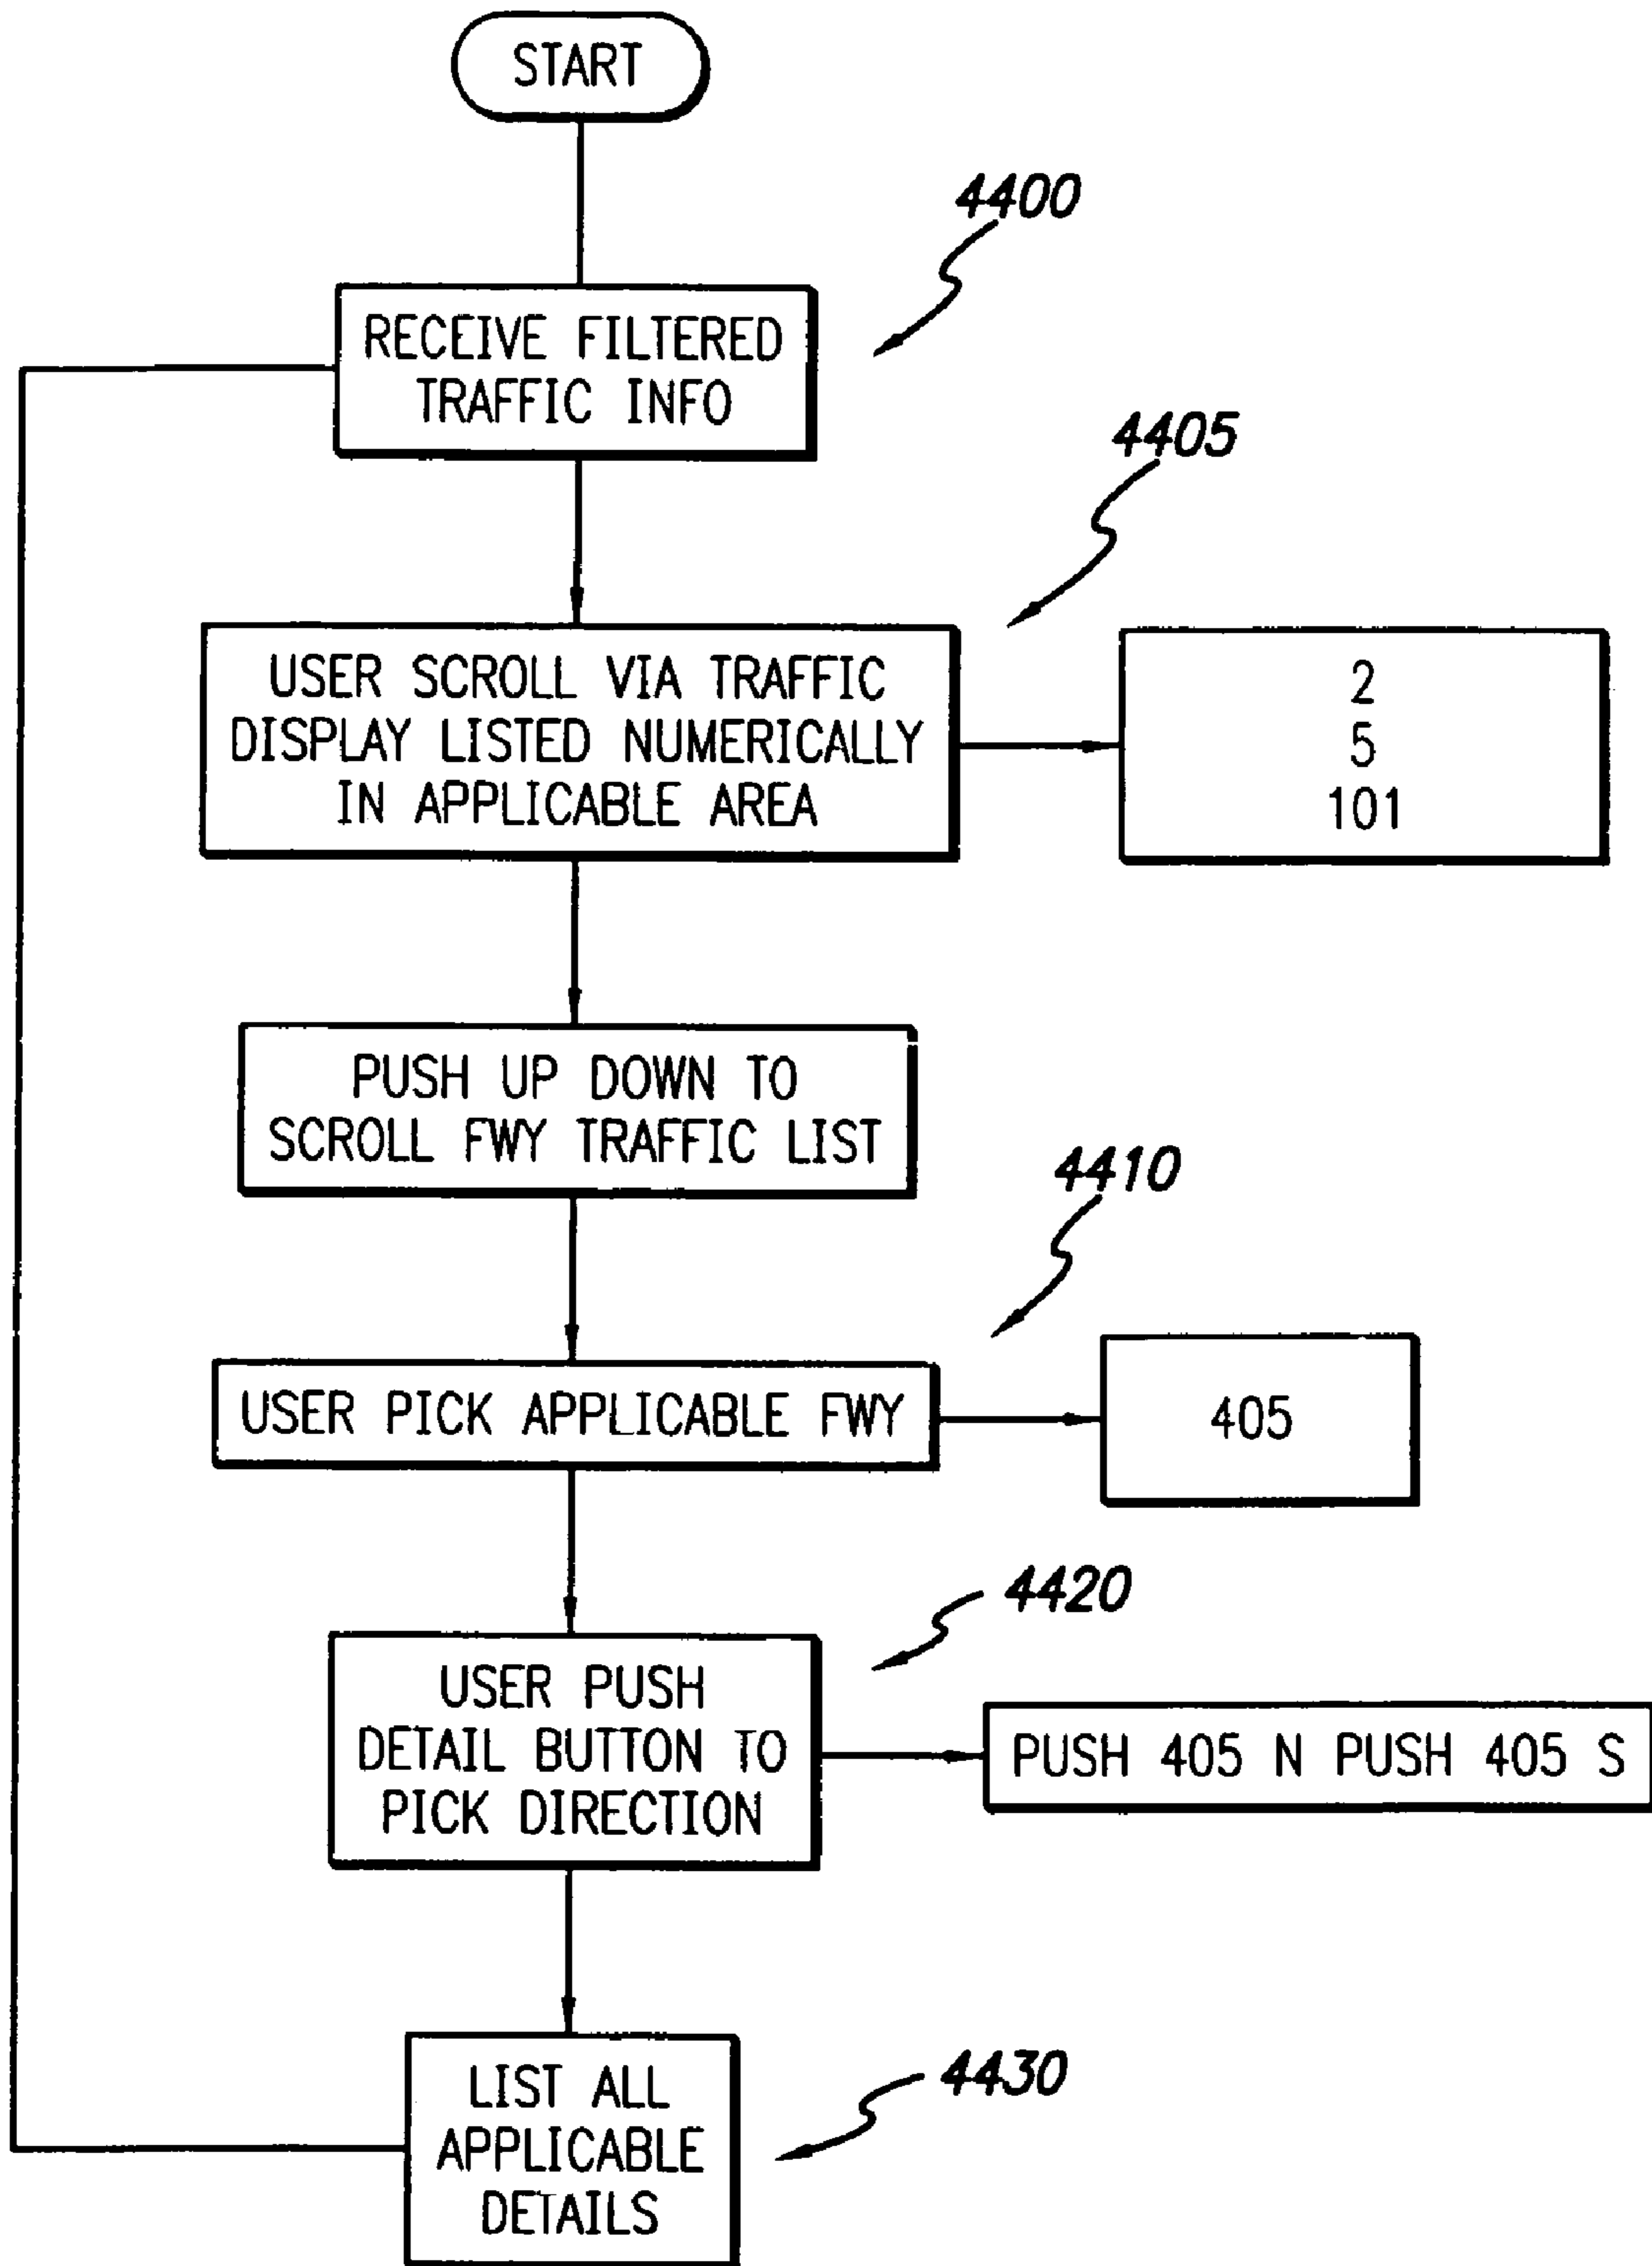 START
4400
RECEIVE FILTERED
TRAFFIC INFO
4405
USER SCROLL VIA TRAFFIC
DISPLAY LISTED NUMERICALLY
IN APPLICABLE AREA
2
5
101
PUSH UP DOWN TO
SCROLL FWY TRAFFIC LIST
4410
USER PICK APPLICABLE FWY
405
4420
USER PUSH
DETAIL BUTTON TO
PICK DIRECTION
PUSH 405 N PUSH 405 S
4430
LIST ALL
APPLICABLE
DETAILS